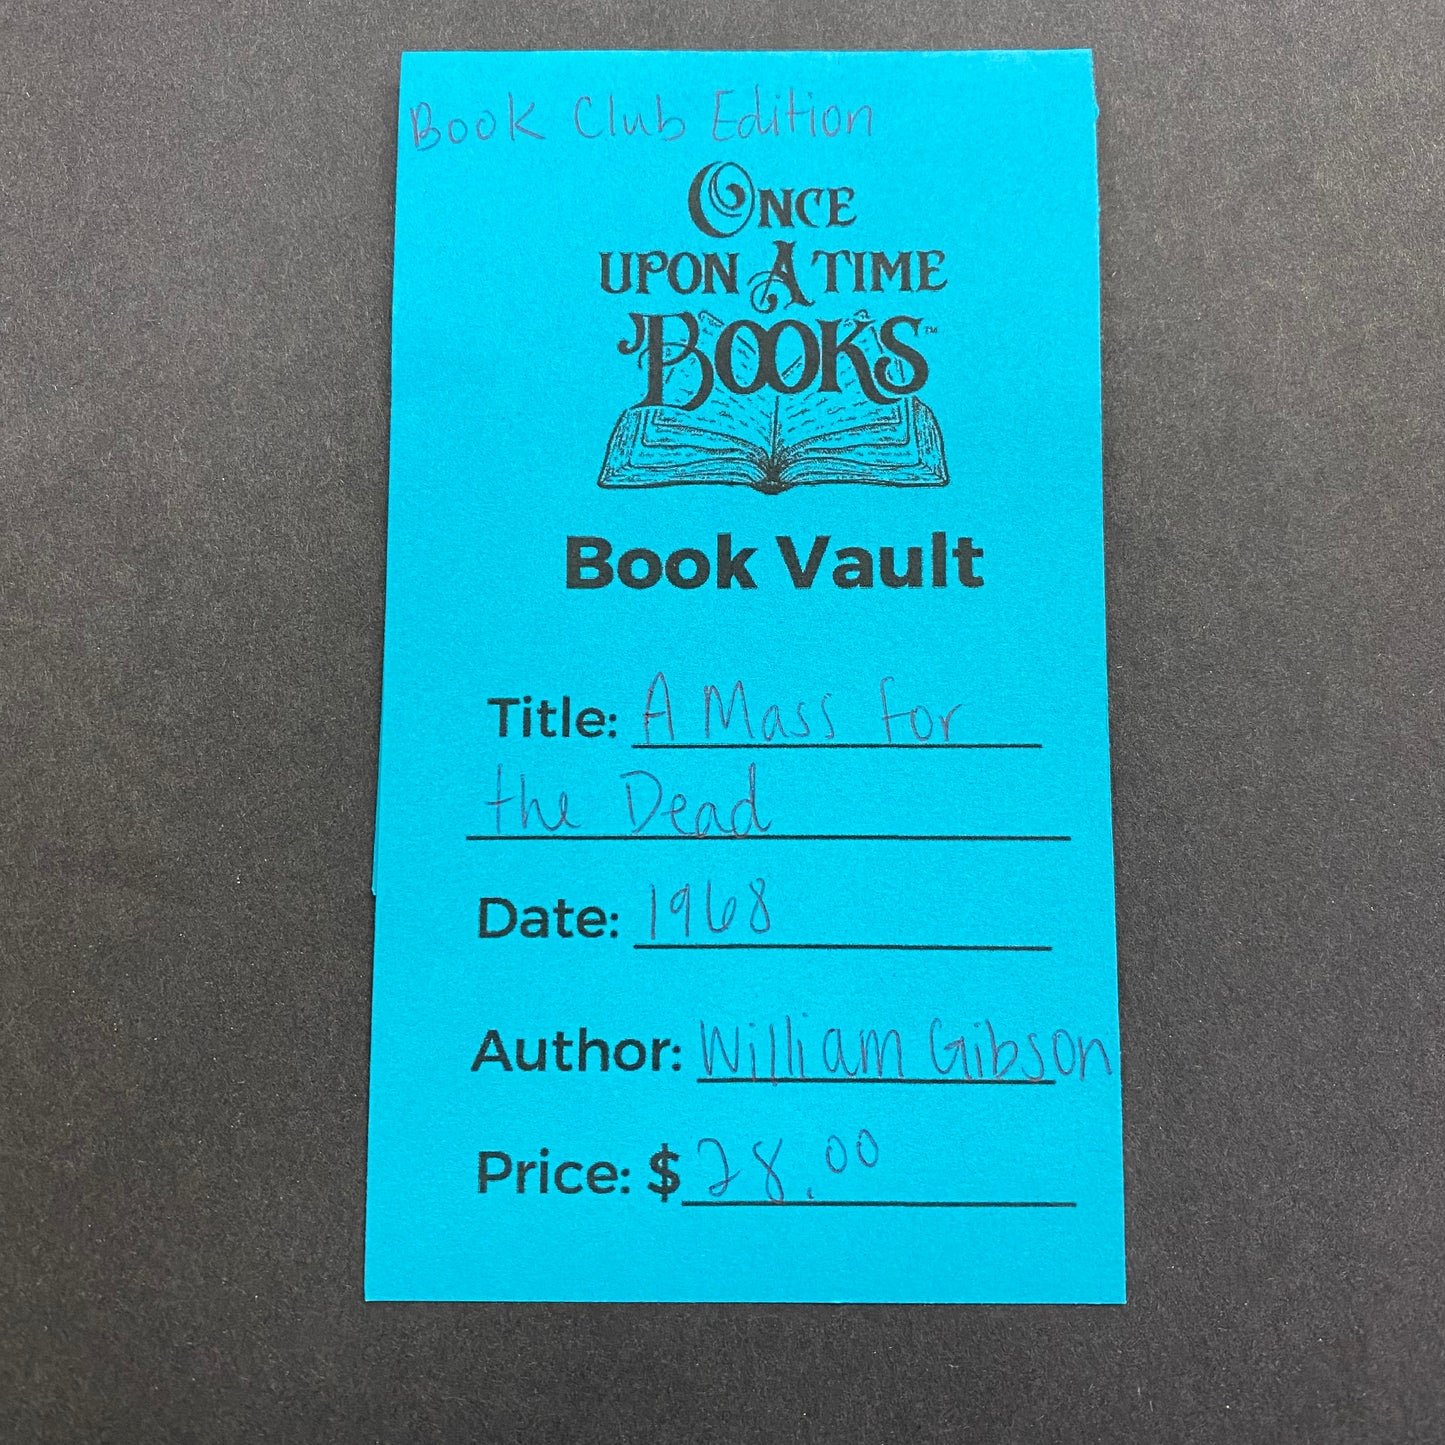 Book Club Edition
ONCE
UPON A TIME
BOOKS™
Book Vault
Title: A Mass for
the Dead
Date: 1968
Author: William Gibson
Price: $28.00